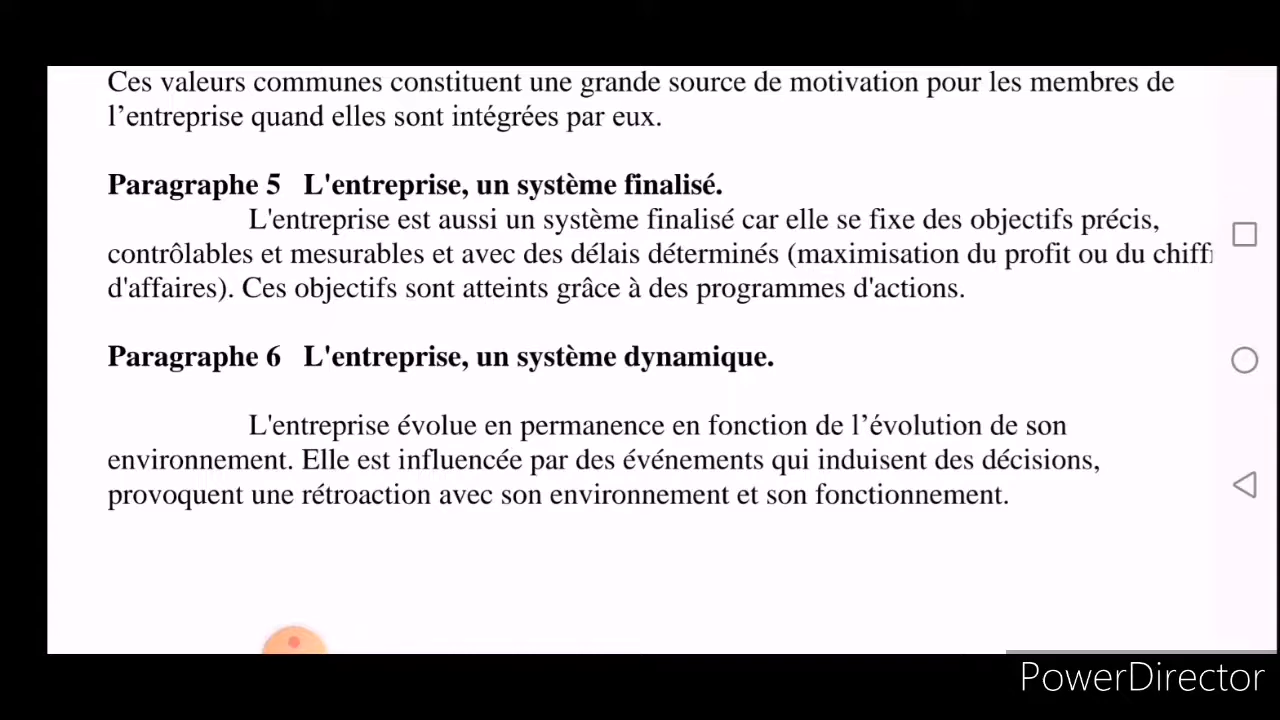 Ces valeurs communes constituent une grande source de motivation pour les membres de
l’entreprise quand elles sont intégrées par eux.
Paragraphe 5 L'entreprise, un système finalisé.
L'entreprise est aussi un système finalisé car elle se fixe des objectifs précis,
contrôlables et mesurables et avec des délais déterminés (maximisation du profit ou du
d'affaires). Ces objectifs sont atteints grâce à des programmes d'actions.
Paragraphe 6 L'entreprise, un système dynamique.
L'entreprise évolue en permanence en fonction de l’évolution de son
environnement. Elle est influencée par des événements qui induisent des décisions,
provoquent une rétroaction avec son environnement et son fonctionnement.
PowerDirector